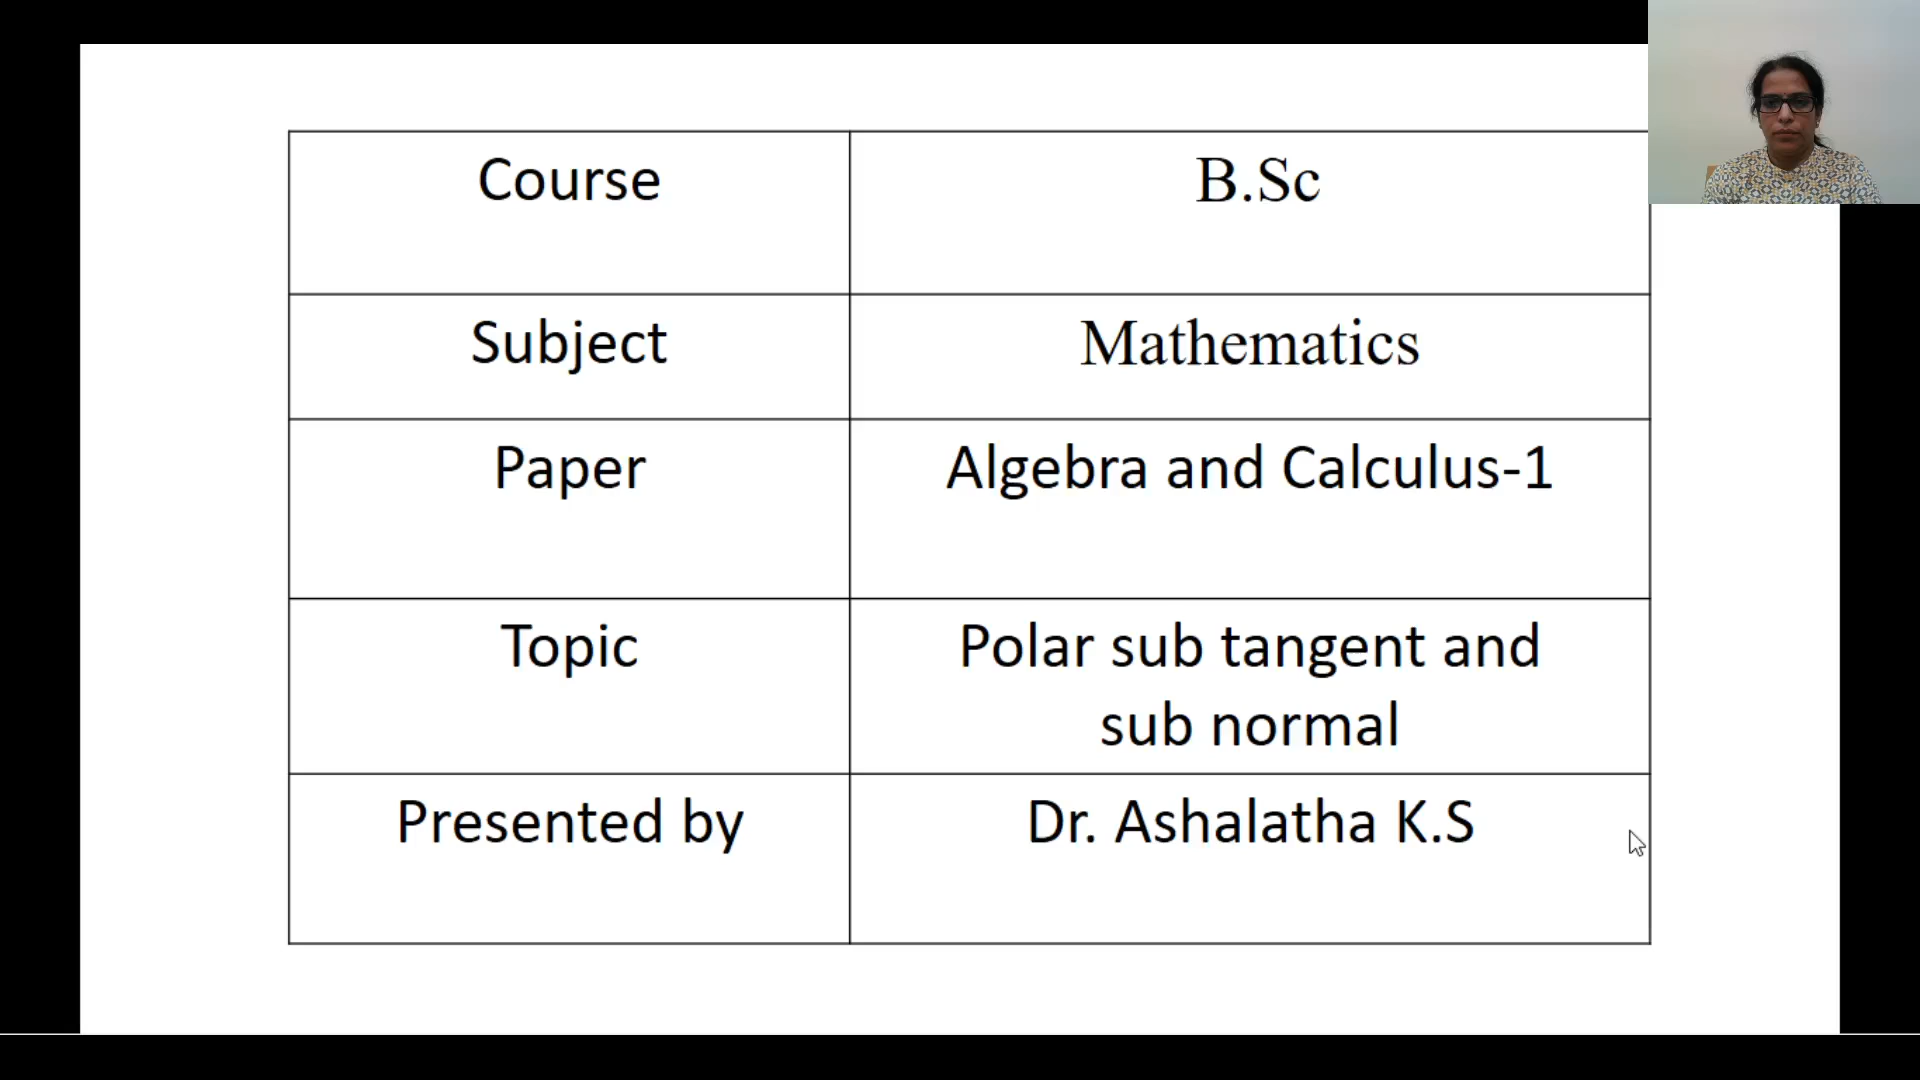 Course
B.Sc
Subject
Mathematics
Paper
Algebra and Calculus-1
Topic
Polar sub tangent and
sub normal
Presented by
Dr. Ashalatha K.S